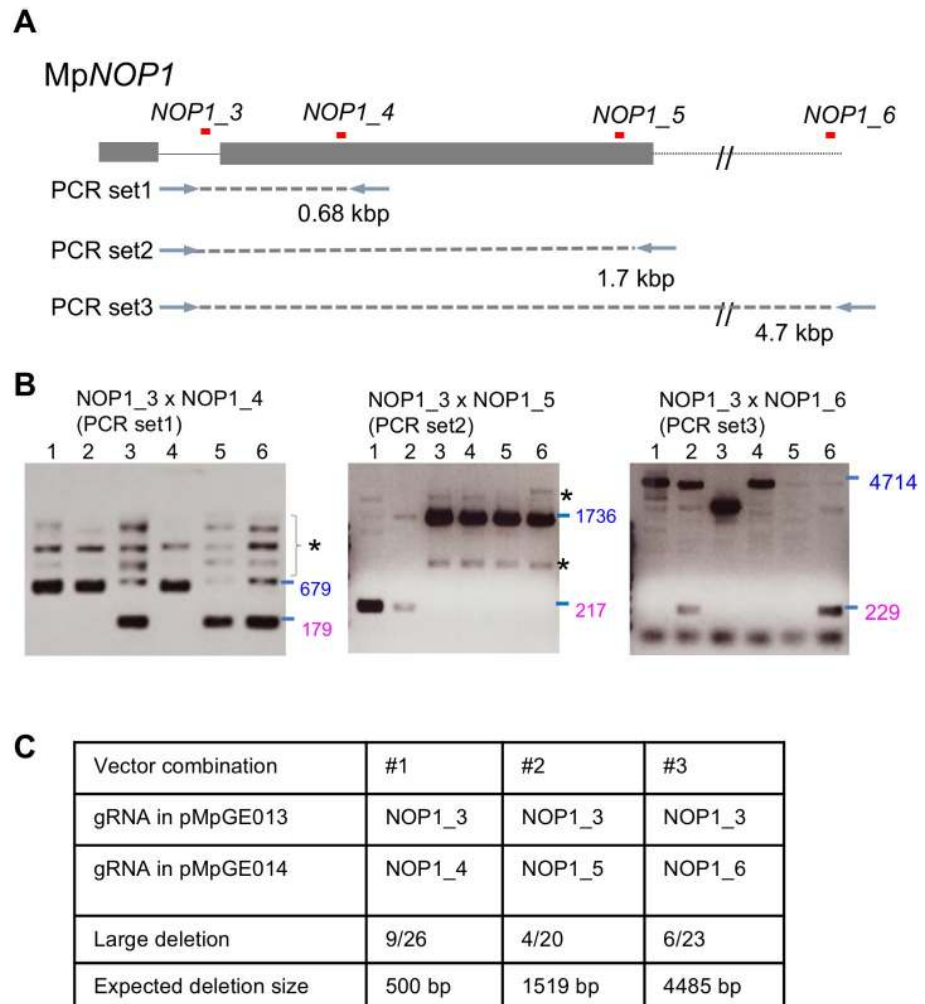 A
MpNOP1
NOP1_3 NOP1_4 NOP1_5 NOP1_6
//
PCR set1
0.68 kbp
PCR set2
1.7 kbp
PCR set3 //
4.7 kbp
B
NOP1_3 x NOP1_4
(PCR set1)
1 2 3 4 5 6
*
679
179
NOP1_3 x NOP1_5
(PCR set2)
1 2 3 4 5 6
*
1736
*
217
NOP1_3 x NOP1_6
(PCR set3)
1 2 3 4 5 6
4714
229
C
Vector combination #1 #2 #3
gRNA in pMpGE013 NOP1_3 NOP1_3 NOP1_3
gRNA in pMpGE014 NOP1_4 NOP1_5 NOP1_6
Large deletion 9/26 4/20 6/23
Expected deletion size 500 bp 1519 bp 4485 bp